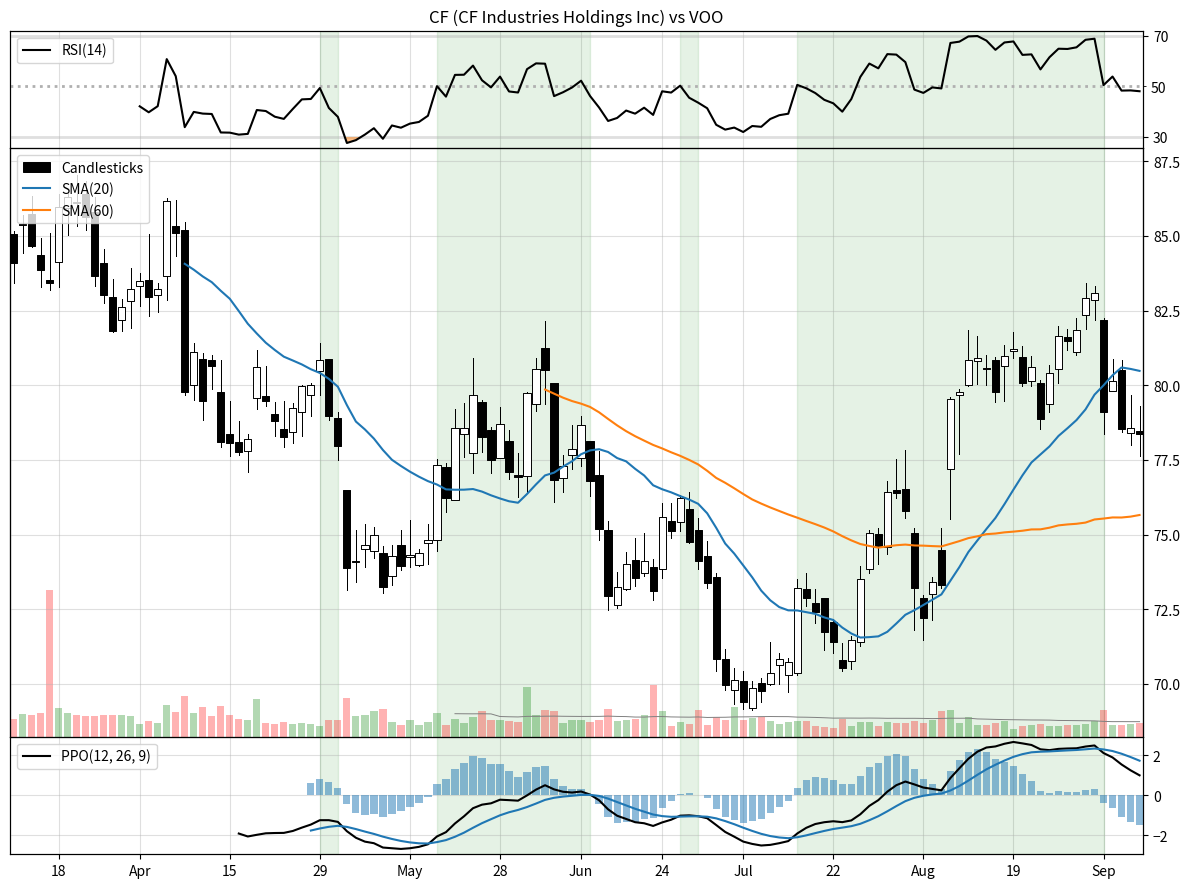 CF (CF Industries Holdings Inc) vs VOO
RSI(14)
70
50
30
Candlesticks
SMA(20)
SMA(60)
87.5
85.0
82.5
80.0
77.5
75.0
72.5
70.0
PPO(12, 26, 9)
2
0
−2
18 Apr 15 29 May 28 Jun 24 Jul 22 Aug 19 Sep